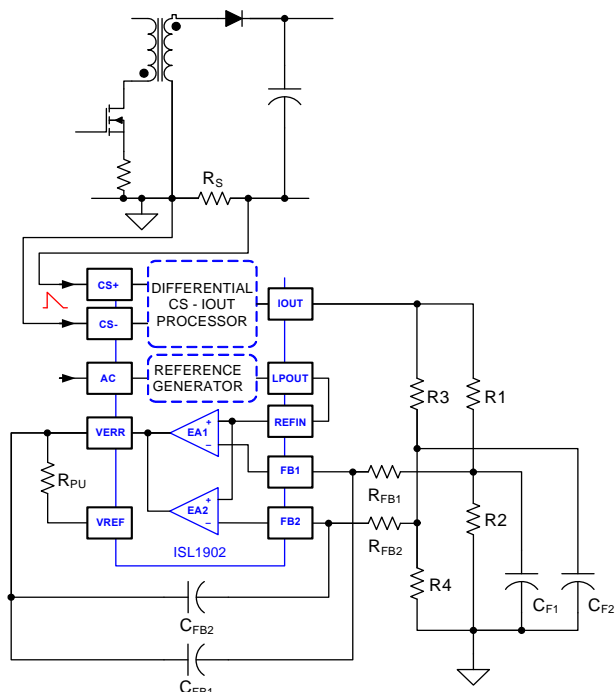 R_S
CS+
DIFFERENTIAL
CS - IOUT
PROCESSOR
IOUT
CS-
R3
R1
AC
REFERENCE
GENERATOR
LPOUT
REFIN
VERR
EA1
+
−
FB1
R_FB1
R_PU
R2
EA2
+
−
FB2
R_FB2
VREF
ISL1902
R4
C_F1
C_F2
C_FB2
C_FB1